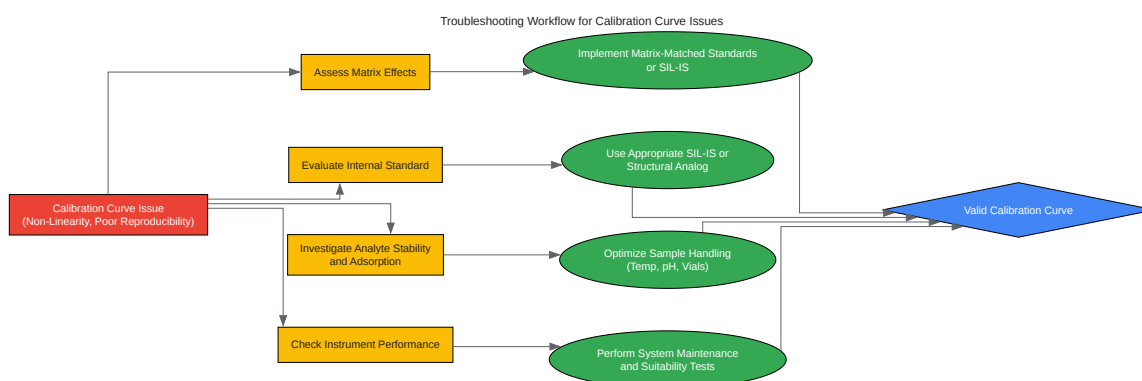 Troubleshooting Workflow for Calibration Curve Issues
Implement Matrix-Matched Standards
or SIL-IS
Assess Matrix Effects
Use Appropriate SIL-IS or
Structural Analog
Evaluate Internal Standard
Calibration Curve Issue
(Non-Linearity, Poor Reproducibility)
Valid Calibration Curve
Investigate Analyte Stability
and Adsorption
Optimize Sample Handling
(Temp, pH, Vials)
Check Instrument Performance
Perform System Maintenance
and Suitability Tests